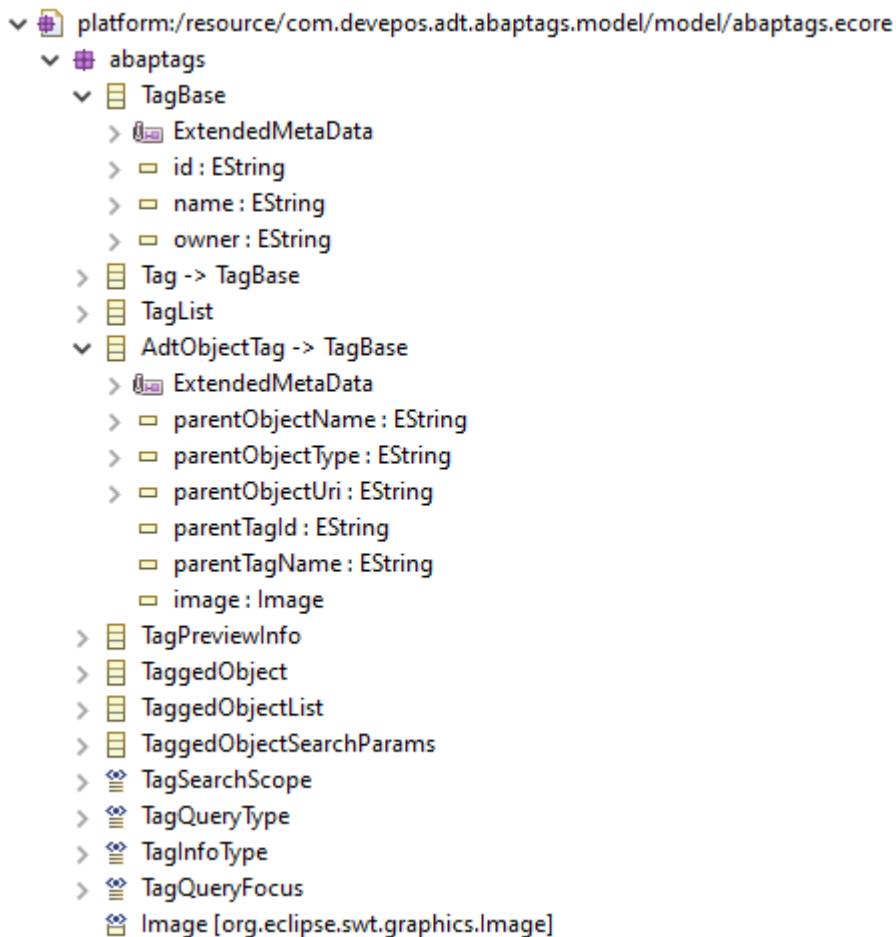 platform:/resource/com.devepos.adt.abaptags.model/model/abaptags.ecore
abaptags
TagBase
ExtendedMetaData
id : EString
name : EString
owner : EString
Tag -> TagBase
TagList
AdtObjectTag -> TagBase
ExtendedMetaData
parentObjectName : EString
parentObjectType : EString
parentObjectUri : EString
parentTagId : EString
parentTagName : EString
image : Image
TagPreviewInfo
TaggedObject
TaggedObjectList
TaggedObjectSearchParams
TagSearchScope
TagQueryType
TagInfoType
TagQueryFocus
Image [org.eclipse.swt.graphics.Image]